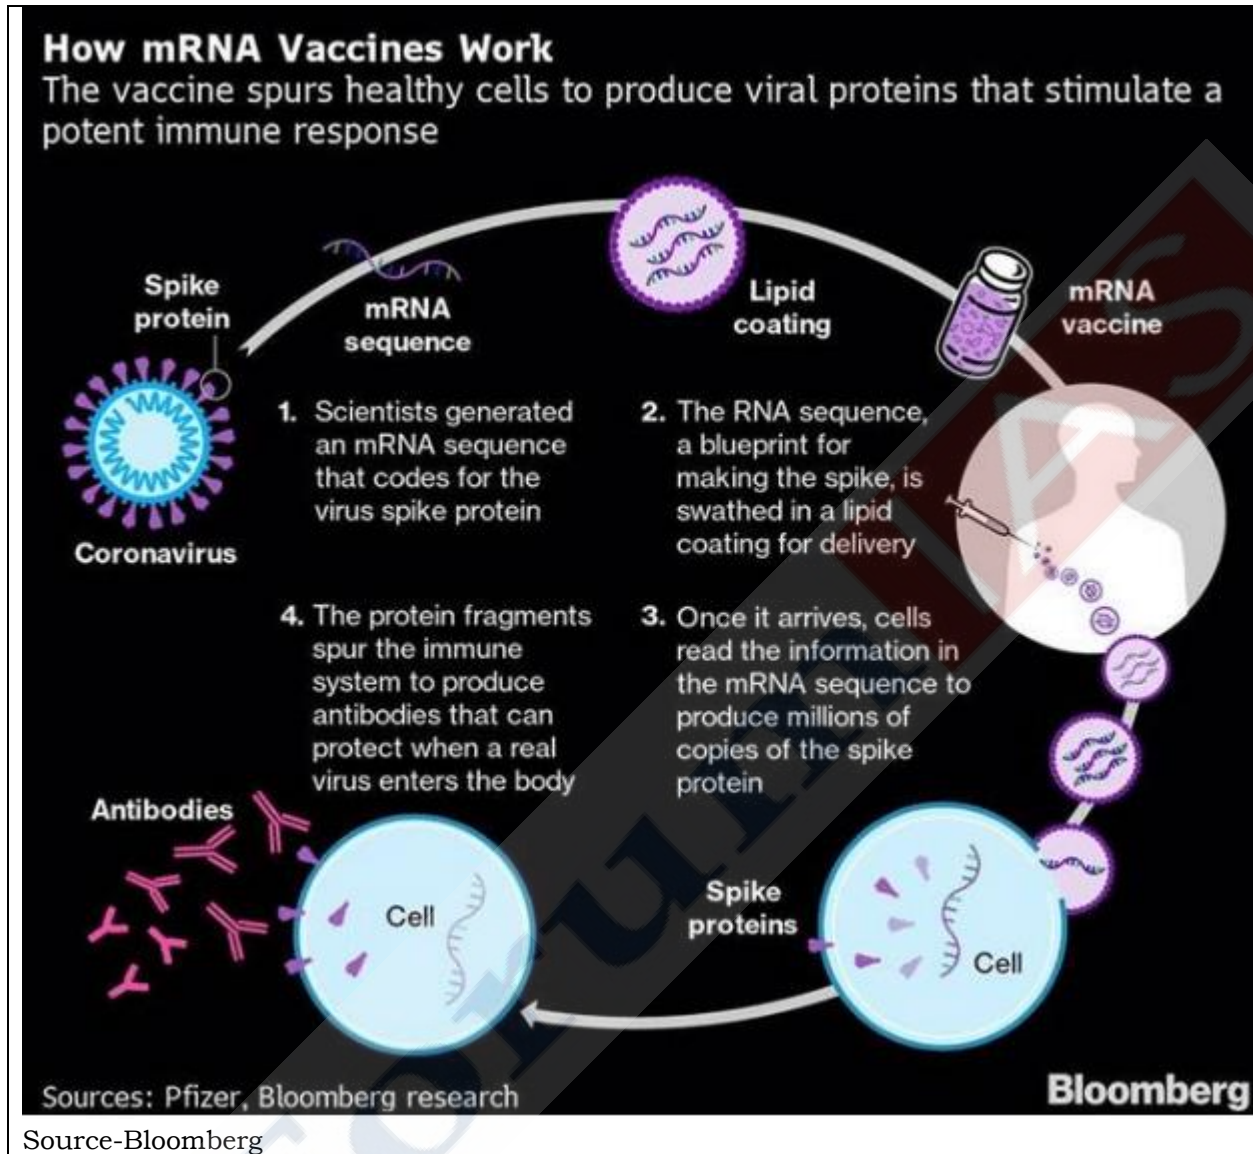 How mRNA Vaccines Work
The vaccine spurs healthy cells to produce viral proteins that stimulate a
potent immune response
Spike
protein
mRNA
sequence
Lipid
coating
mRNA
vaccine
Coronavirus
1. Scientists generated
an mRNA sequence
that codes for the
virus spike protein
2. The RNA sequence,
a blueprint for
making the spike, is
swathed in a lipid
coating for delivery
3. Once it arrives, cells
read the information in
the mRNA sequence to
produce millions of
copies of the spike
protein
4. The protein fragments
spur the immune
system to produce
antibodies that can
protect when a real
virus enters the body
Antibodies
Cell
Spike
proteins
Cell
Sources: Pfizer, Bloomberg research
Bloomberg
Source-Bloomberg
forum
IAS